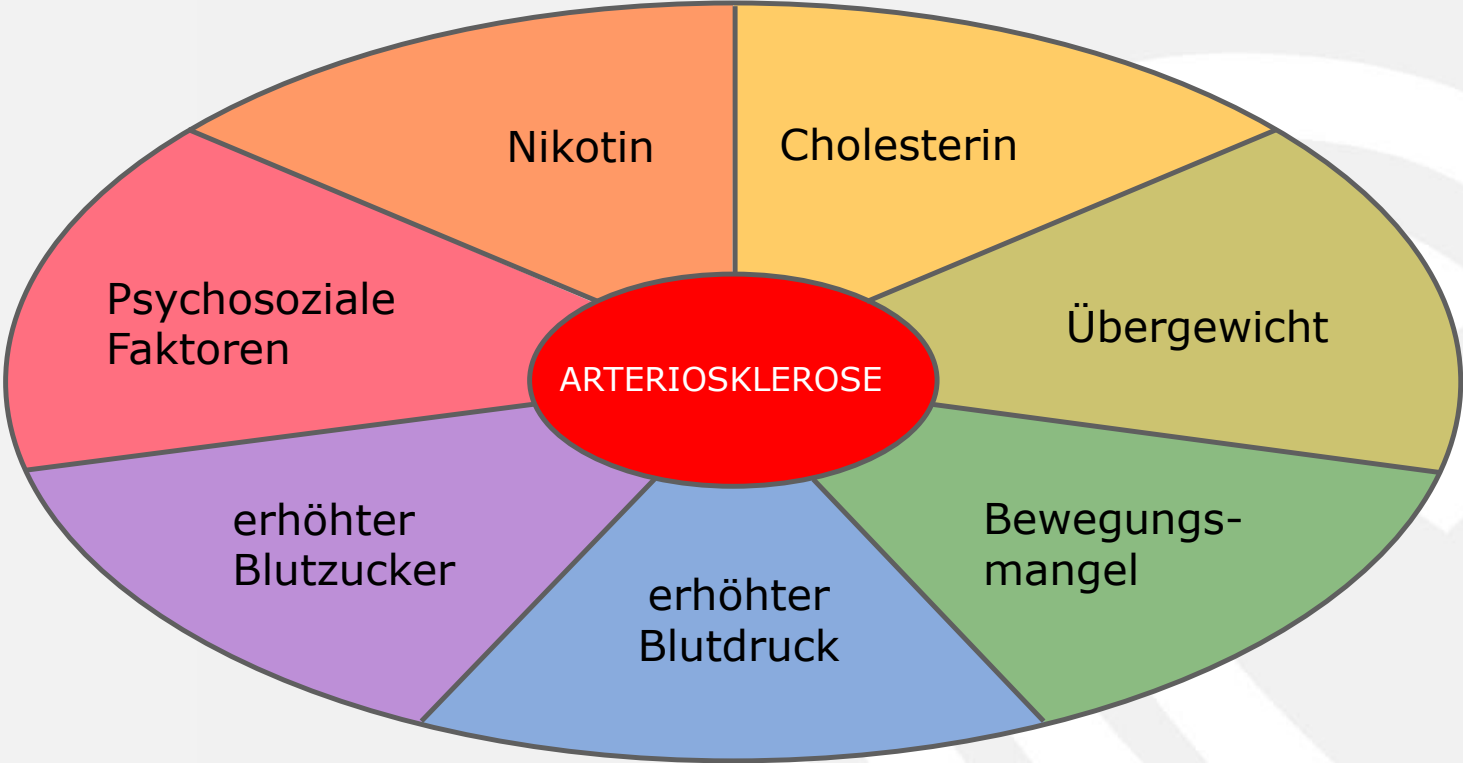 Nikotin
Cholesterin
Psychosoziale
Faktoren
Übergewicht
ARTERIOSKLEROSE
erhöhter
Blutzucker
Bewegungs-
mangel
erhöhter
Blutdruck